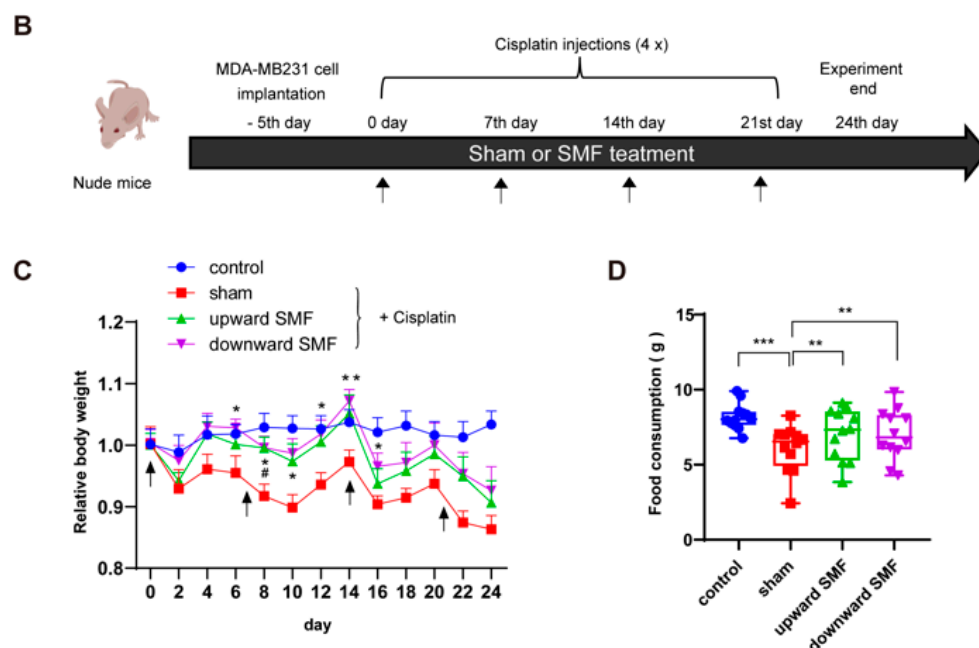 B
Cisplatin injections (4 x)
MDA-MB231 cell
implantation
Experiment
end
- 5th day 0 day 7th day 14th day 21st day 24th day
Sham or SMF teatment
Nude mice
C
control
sham
upward SMF
downward SMF
+ Cisplatin
Relative body weight
1.2
1.1
1.0
0.9
0.8
* * * * *
* #
* *
0 2 4 6 8 10 12 14 16 18 20 22 24
day
D
Food consumption ( g )
15
10
5
0
**
*** **
control
sham
upward SMF
downward SMF